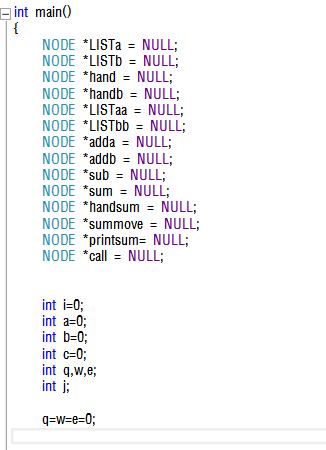 int main()
{
NODE *LISTa = NULL;
NODE *LISTb = NULL;
NODE *hand = NULL;
NODE *handb = NULL;
NODE *LISTaa = NULL;
NODE *LISTbb = NULL;
NODE *adda = NULL;
NODE *addb = NULL;
NODE *sub = NULL;
NODE *sum = NULL;
NODE *handsum = NULL;
NODE *summove = NULL;
NODE *printsum= NULL;
NODE *call = NULL;
int i=0;
int a=0;
int b=0;
int c=0;
int q,w,e;
int j;
q=w=e=0;